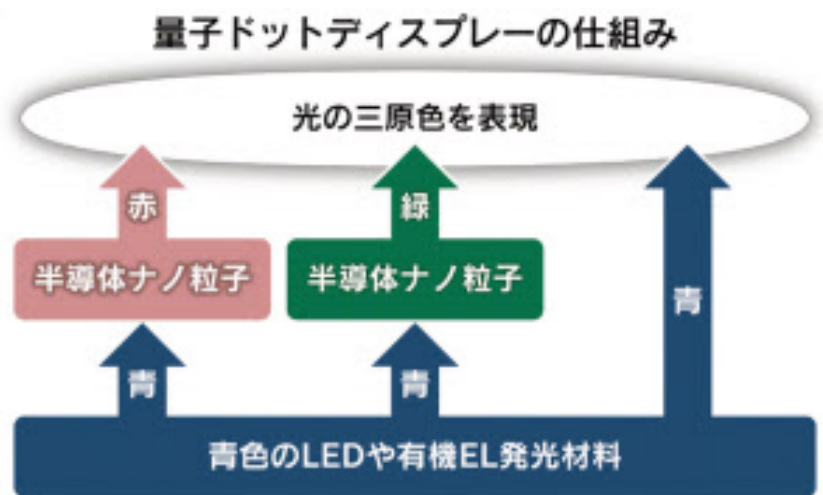 量子ドットディスプレーの仕組み
光の三原色を表現
赤
緑
半導体ナノ粒子
半導体ナノ粒子
青
青
青
青色のLEDや有機EL発光材料